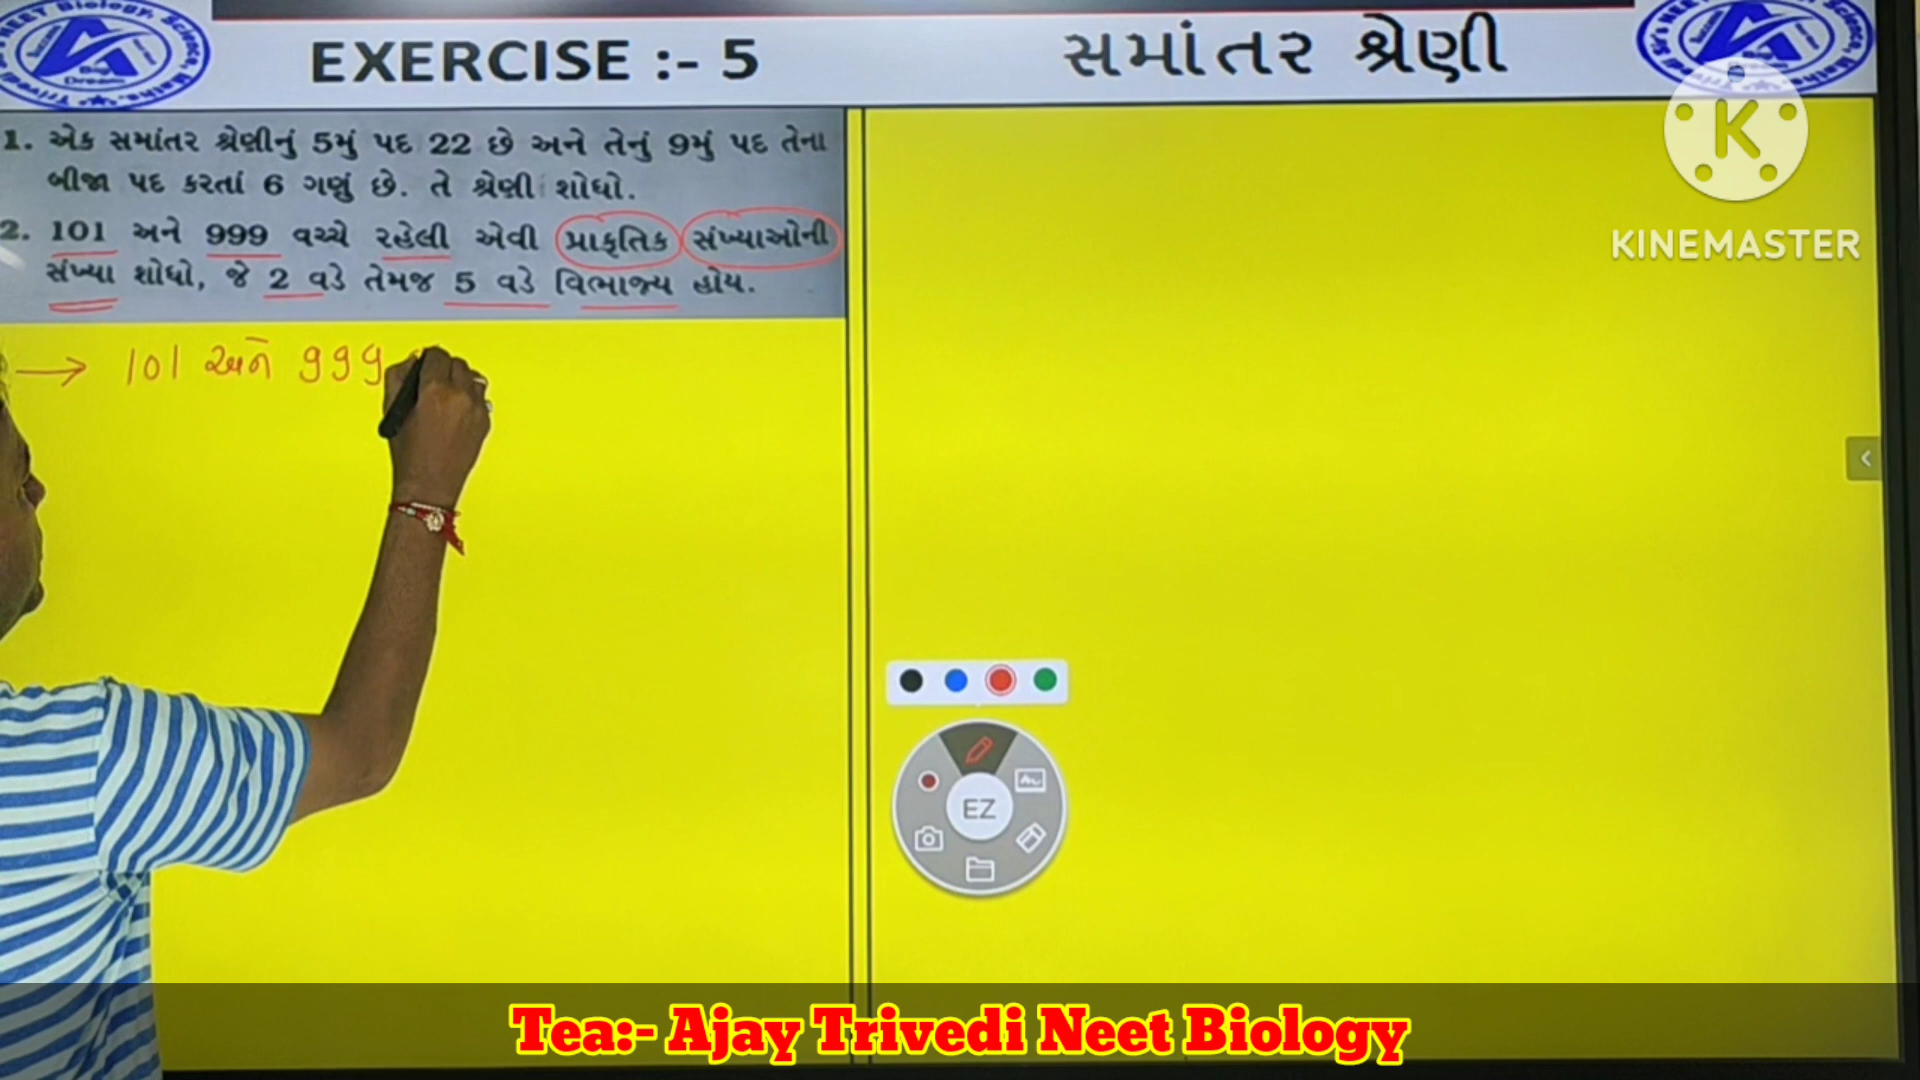 EXERCISE :- 5
સમાંતર શ્રેણી
1. એક સમાંતર શ્રેણીનું 5મું પદ 22 છે અને તેનું 9મું પદ તેના
બીજા પદ કરતાં 6 ગણું છે. તે શ્રેણી શોધો.
2. 101 અને 999 વચ્ચે રહેલી એવી પ્રાકૃતિક સંખ્યાઓની
સંખ્યા શોધો, જે 2 વડે તેમજ 5 વડે વિભાજ્ય હોય.
→ 101 અને 999
K
KINEMASTER
EZ
Tea:- Ajay Trivedi Neet Biology